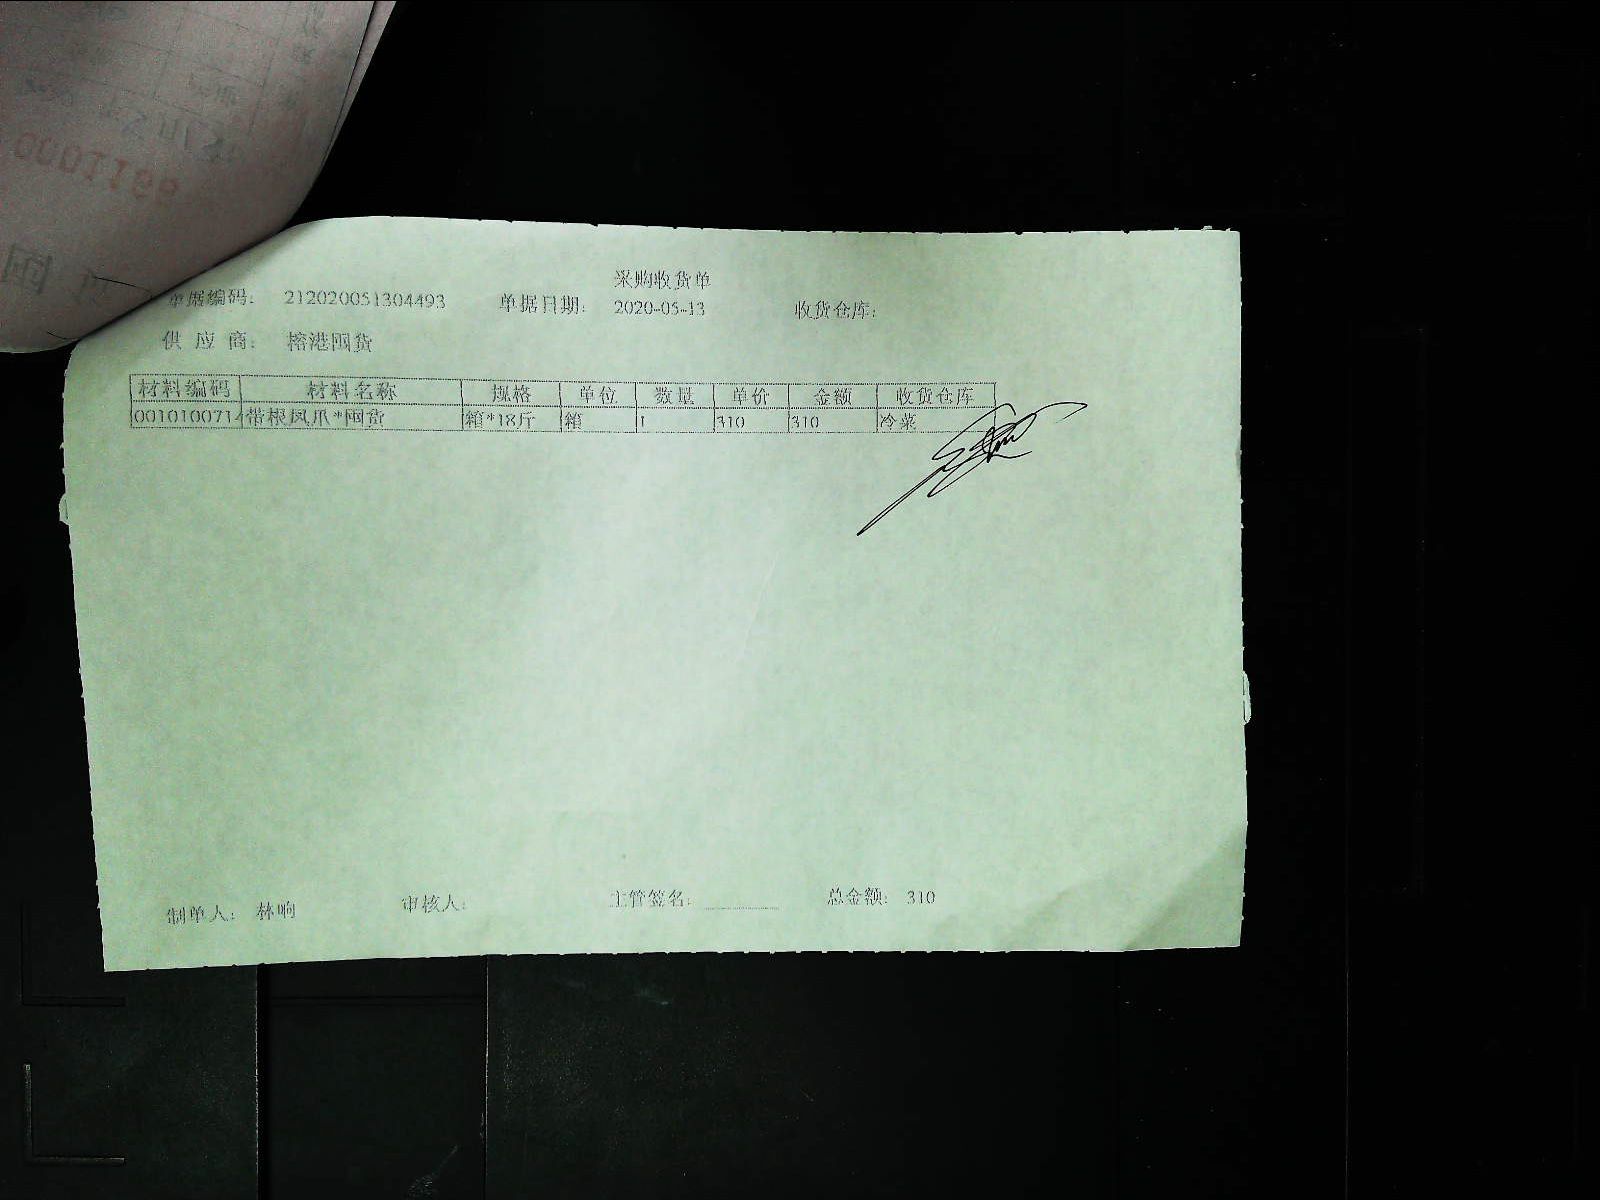 采购收货单
单据编码： 212020051304493 单据日期： 2020-05-13 收货仓库：
供 应 商： 榕港囤货
材料编码 材料名称 规格 单位 数量 单价 金额 收货仓库
0010100714 带根凤爪*囤货 箱*18斤 箱 1 310 310 冷菜
制单人： 林响 审核人： 主管签名： 总金额： 310
0001199